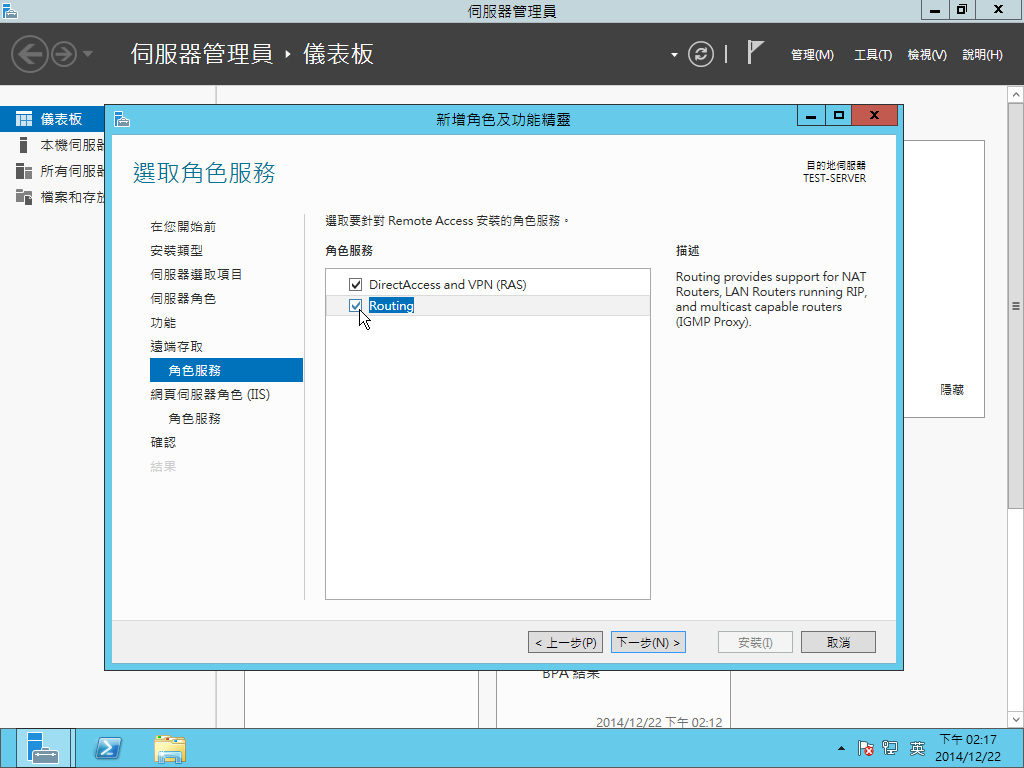 伺服器管理員
伺服器管理員 ‣ 儀表板
管理(M) 工具(T) 檢視(V) 說明(H)
儀表板
本機伺服器
所有伺服器
檔案和存放
新增角色及功能精靈
選取角色服務
目的地伺服器
TEST-SERVER
在您開始前
安裝類型
伺服器選取項目
伺服器角色
功能
遠端存取
角色服務
網頁伺服器角色 (IIS)
角色服務
確認
結果
選取要針對 Remote Access 安裝的角色服務。
角色服務
DirectAccess and VPN (RAS)
Routing
描述
Routing provides support for NAT
Routers, LAN Routers running RIP,
and multicast capable routers
(IGMP Proxy).
隱藏
< 上一步(P) 下一步(N) > 安裝(I) 取消
BPA 結果
2014/12/22 下午 02:12
英
下午 02:17
2014/12/22